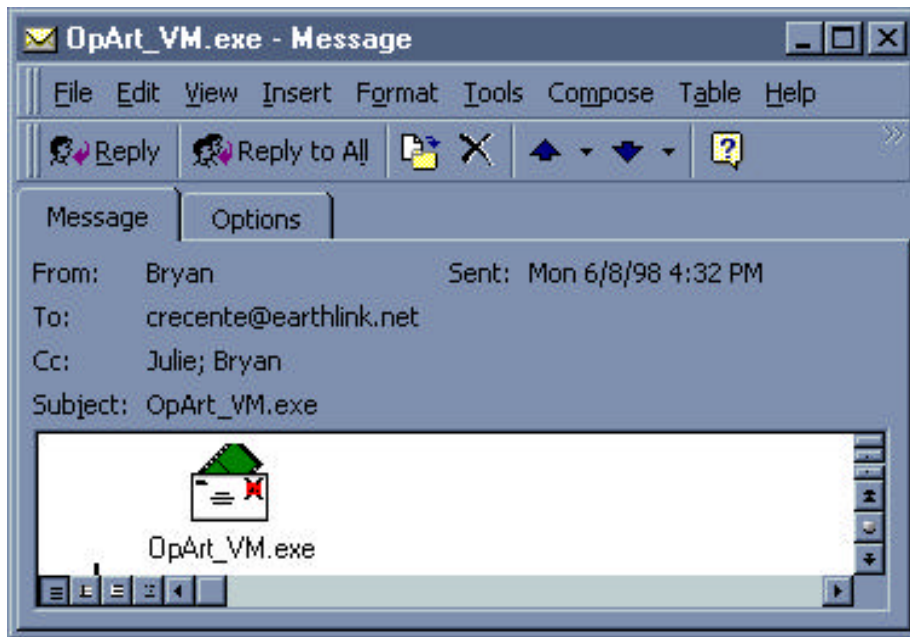 OpArt_VM.exe - Message
File Edit View Insert Format Tools Compose Table Help
Reply Reply to All
Message Options
From: Bryan Sent: Mon 6/8/98 4:32 PM
To: crecente@earthlink.net
Cc: Julie; Bryan
Subject: OpArt_VM.exe
OpArt_VM.exe